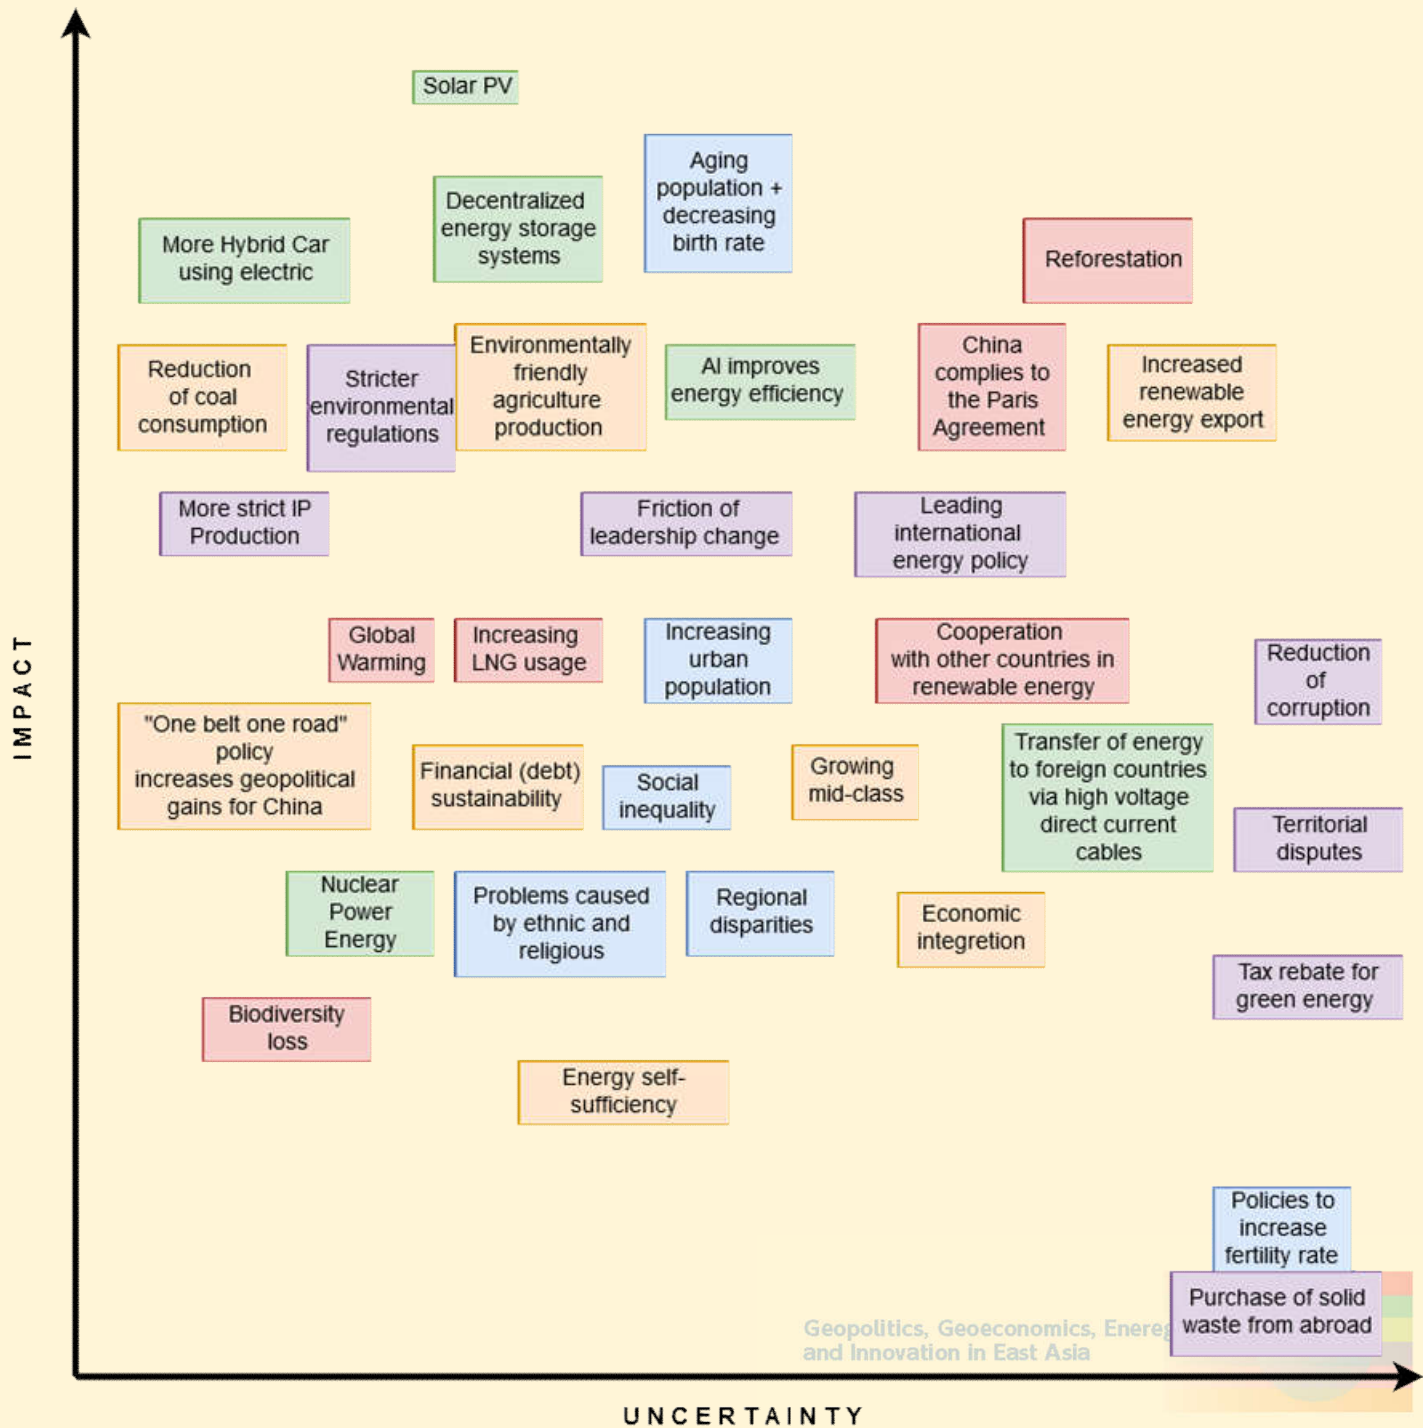 Solar PV
Aging
population +
decreasing
birth rate
Decentralized
energy storage
systems
More Hybrid Car
using electric
Reforestation
Reduction
of coal
consumption
Stricter
environmental
regulations
Environmentally
friendly
agriculture
production
AI improves
energy efficiency
China
complies to
the Paris
Agreement
Increased
renewable
energy export
More strict IP
Production
Friction of
leadership change
Leading
international
energy policy
Global
Warming
Increasing
LNG usage
Increasing
urban
population
Cooperation
with other countries in
renewable energy
Reduction
of
corruption
"One belt one road"
policy
increases geopolitical
gains for China
Financial (debt)
sustainability
Social
inequality
Growing
mid-class
Transfer of energy
to foreign countries
via high voltage
direct current
cables
Territorial
disputes
Nuclear
Power
Energy
Problems caused
by ethnic and
religious
Regional
disparities
Economic
integretion
Tax rebate for
green energy
Biodiversity
loss
Energy self-
sufficiency
Policies to
increase
fertility rate
Purchase of solid
waste from abroad
Geopolitics, Geoeconomics,
and Innovation in East Asia
IMPACT
UNCERTAINTY